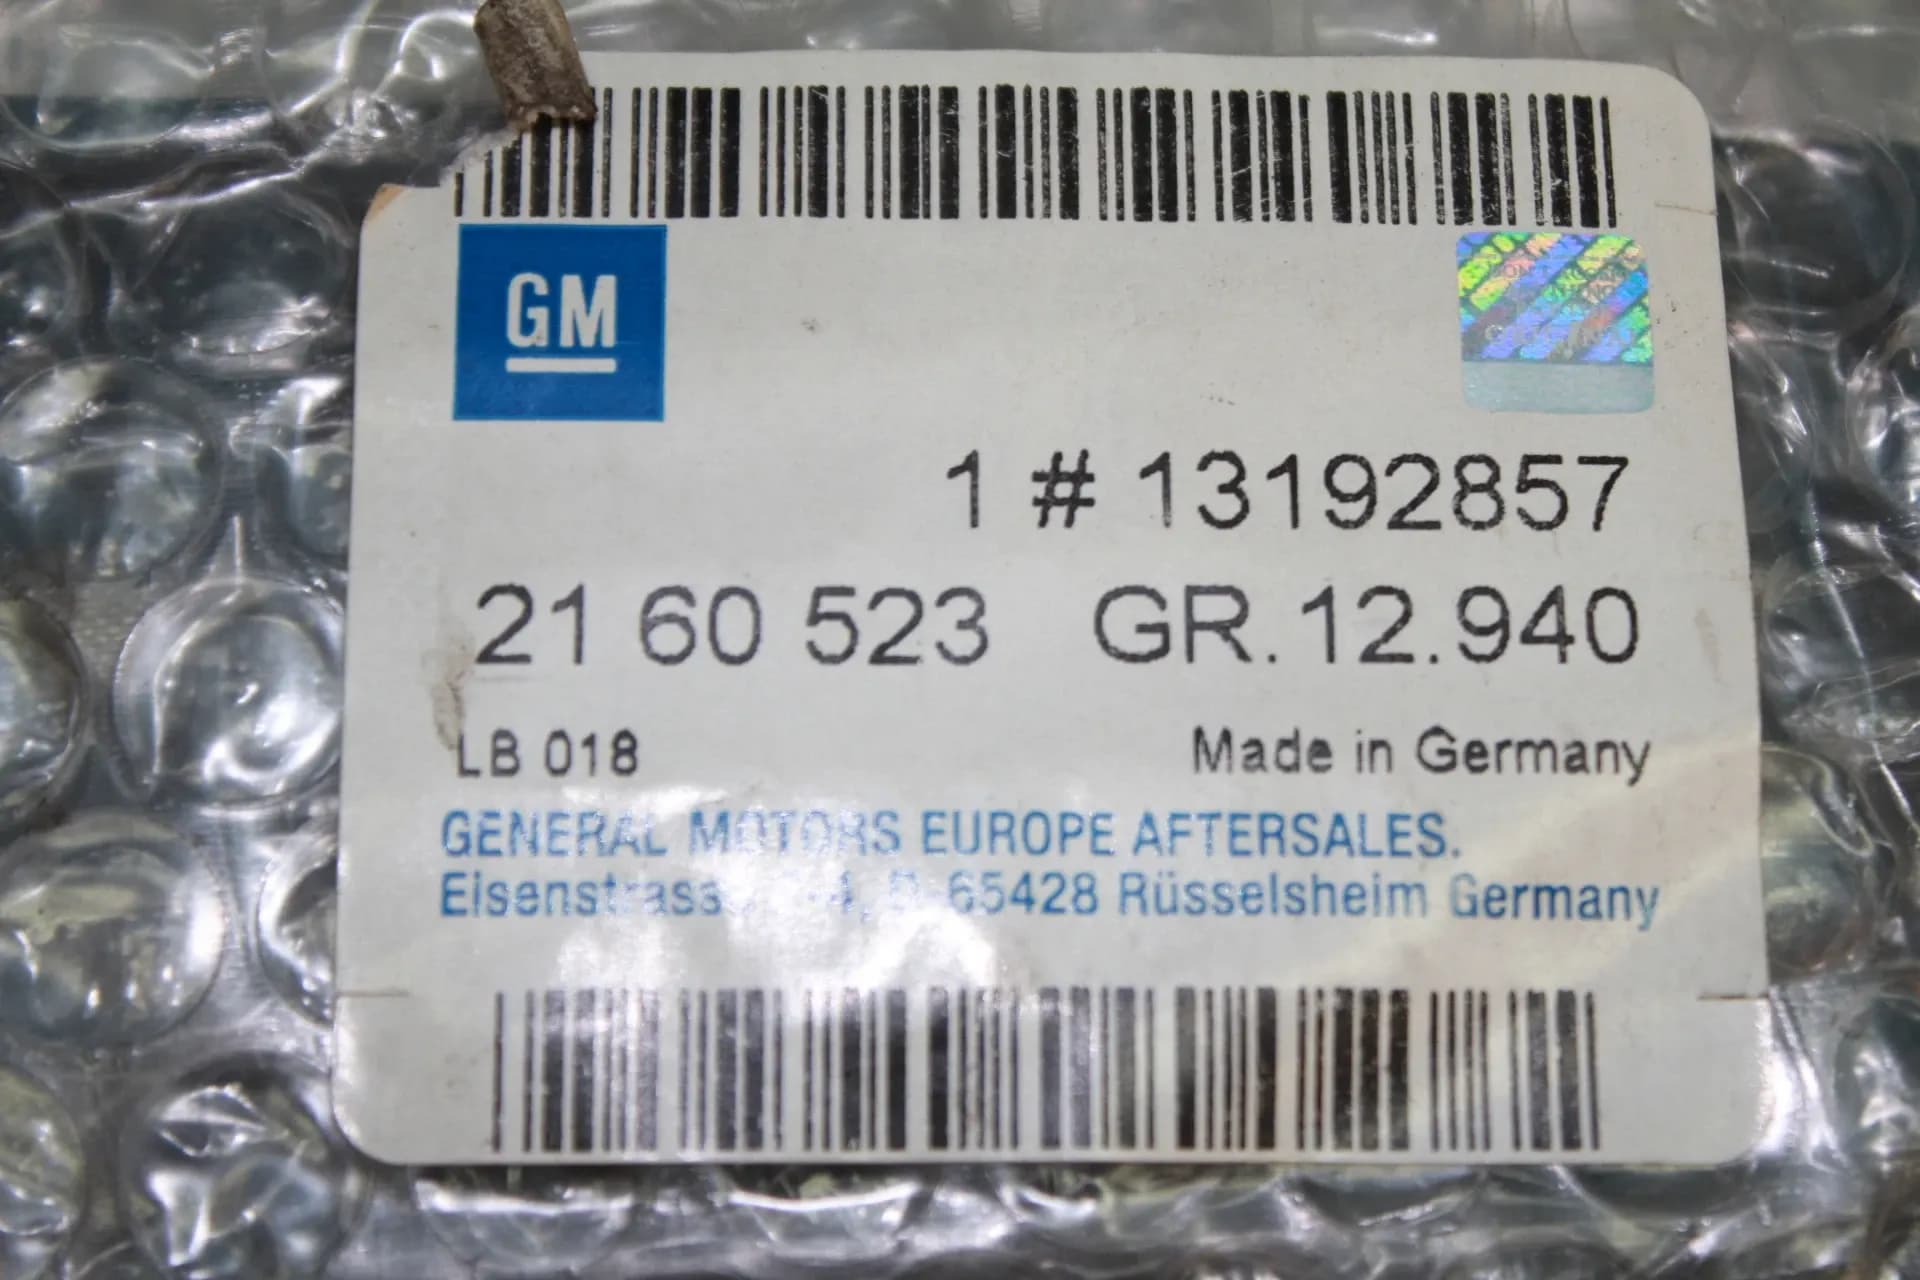 GM
1 # 13192857
21 60 523 GR. 12.940
LB 018 Made in Germany
GENERAL MOTORS EUROPE AFTERSALES.
65428 Rüsselsheim Germany